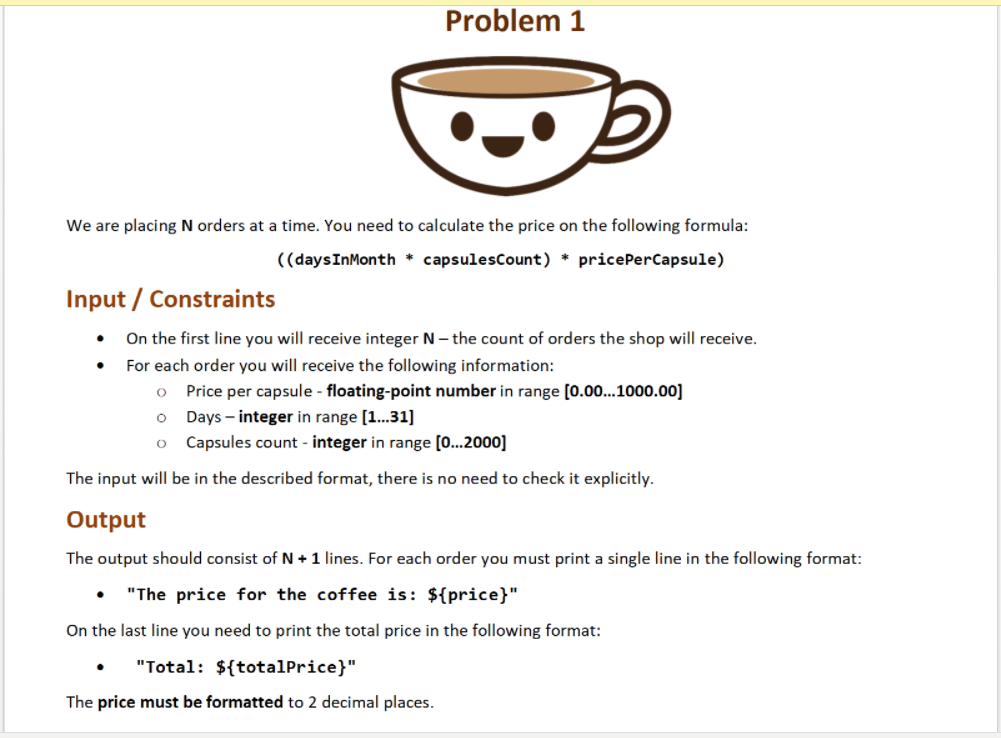 Problem 1
We are placing N orders at a time. You need to calculate the price on the following formula:
((daysInMonth * capsulesCount) * pricePerCapsule)
Input / Constraints
• On the first line you will receive integer N – the count of orders the shop will receive.
• For each order you will receive the following information:
o Price per capsule - floating-point number in range [0.00...1000.00]
o Days – integer in range [1...31]
o Capsules count - integer in range [0...2000]
The input will be in the described format, there is no need to check it explicitly.
Output
The output should consist of N + 1 lines. For each order you must print a single line in the following format:
• "The price for the coffee is: ${price}"
On the last line you need to print the total price in the following format:
• "Total: ${totalPrice}"
The price must be formatted to 2 decimal places.